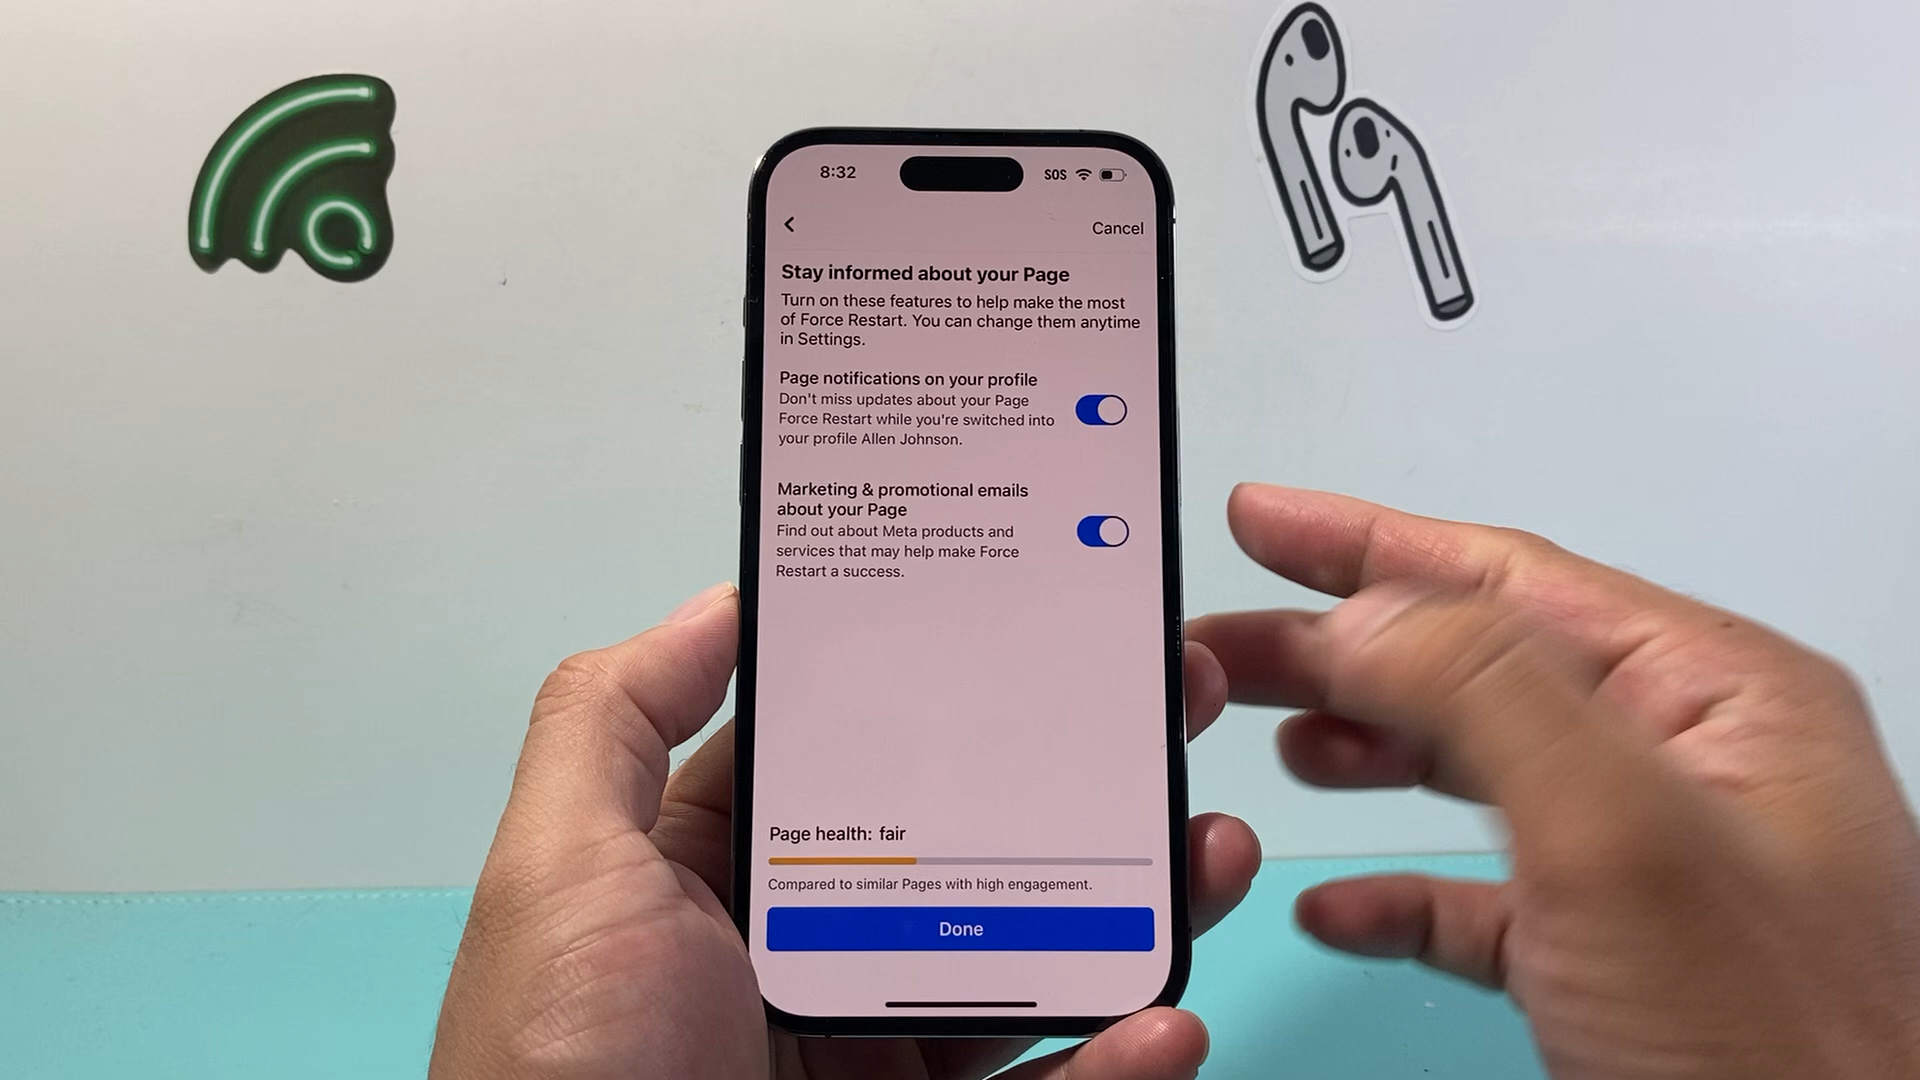 8:32
SOS
Cancel
Stay informed about your Page
Turn on these features to help make the most
of Force Restart. You can change them anytime
in Settings.
Page notifications on your profile
Don't miss updates about your Page
Force Restart while you're switched into
your profile Allen Johnson.
Marketing & promotional emails
about your Page
Find out about Meta products and
services that may help make Force
Restart a success.
Page health: fair
Compared to similar Pages with high engagement.
Done